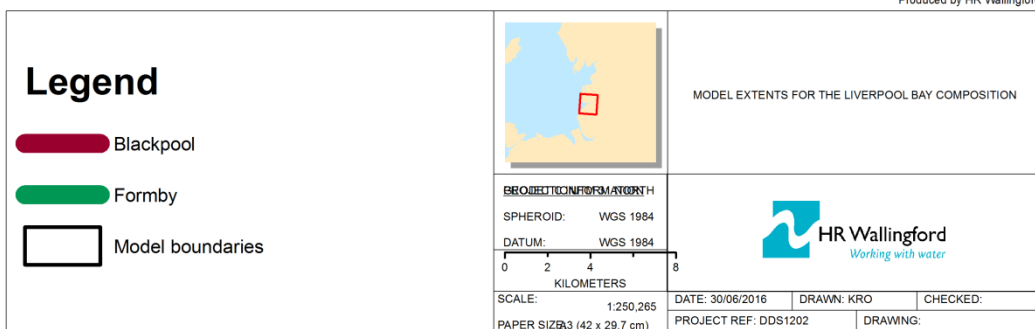 Produced by HR Wallingford
Legend
Blackpool
Formby
Model boundaries
MODEL EXTENTS FOR THE LIVERPOOL BAY COMPOSITION
SPHEROID: WGS 1984
DATUM: WGS 1984
0 2 4 8
KILOMETERS
SCALE: 1:250,265
PAPER SIZE A3 (42 x 29.7 cm)
HR Wallingford
Working with water
DATE: 30/06/2016 DRAWN: KRO CHECKED:
PROJECT REF: DDS1202 DRAWING: